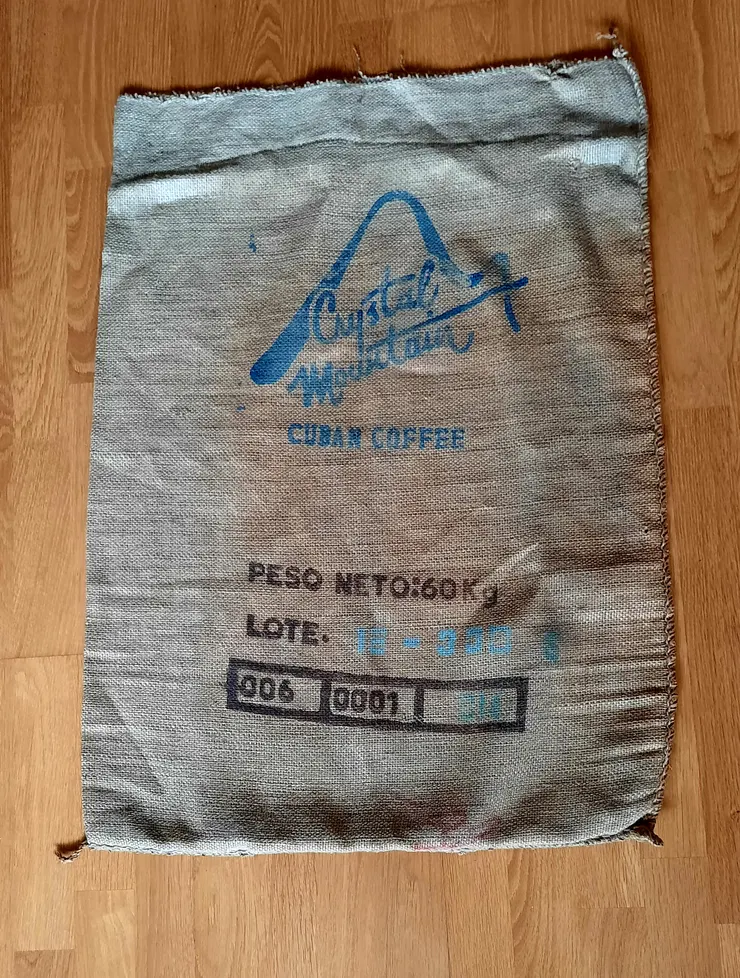 Crystal
Mountain
CUBAN COFFEE
PESO NETO:60Kg
LOTE.
006 0001